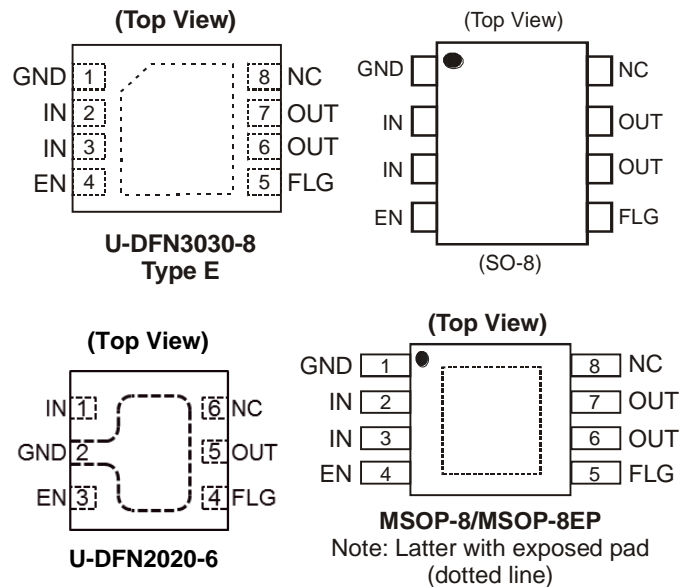 (Top View)
GND 1 8 NC
IN 2 7 OUT
IN 3 6 OUT
EN 4 5 FLG
U-DFN3030-8
Type E
(Top View)
GND NC
IN OUT
IN OUT
EN FLG
(SO-8)
(Top View)
IN 1 6 NC
GND 2 5 OUT
EN 3 4 FLG
U-DFN2020-6
(Top View)
GND 1 8 NC
IN 2 7 OUT
IN 3 6 OUT
EN 4 5 FLG
MSOP-8/MSOP-8EP
Note: Latter with exposed pad
(dotted line)